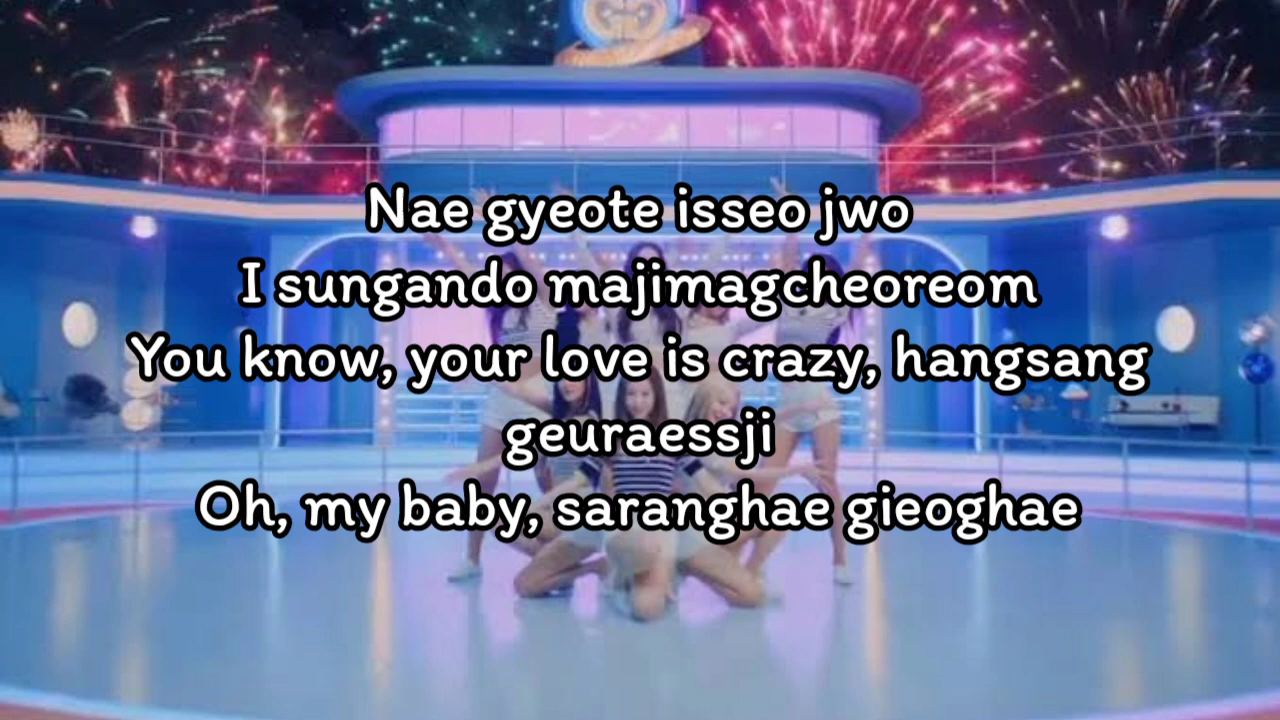 Nae gyeote isseo jwo
I sungando majimagcheoreom
You know, your love is crazy, hangsang
geuraessji
Oh, my baby, saranghae gieoghae